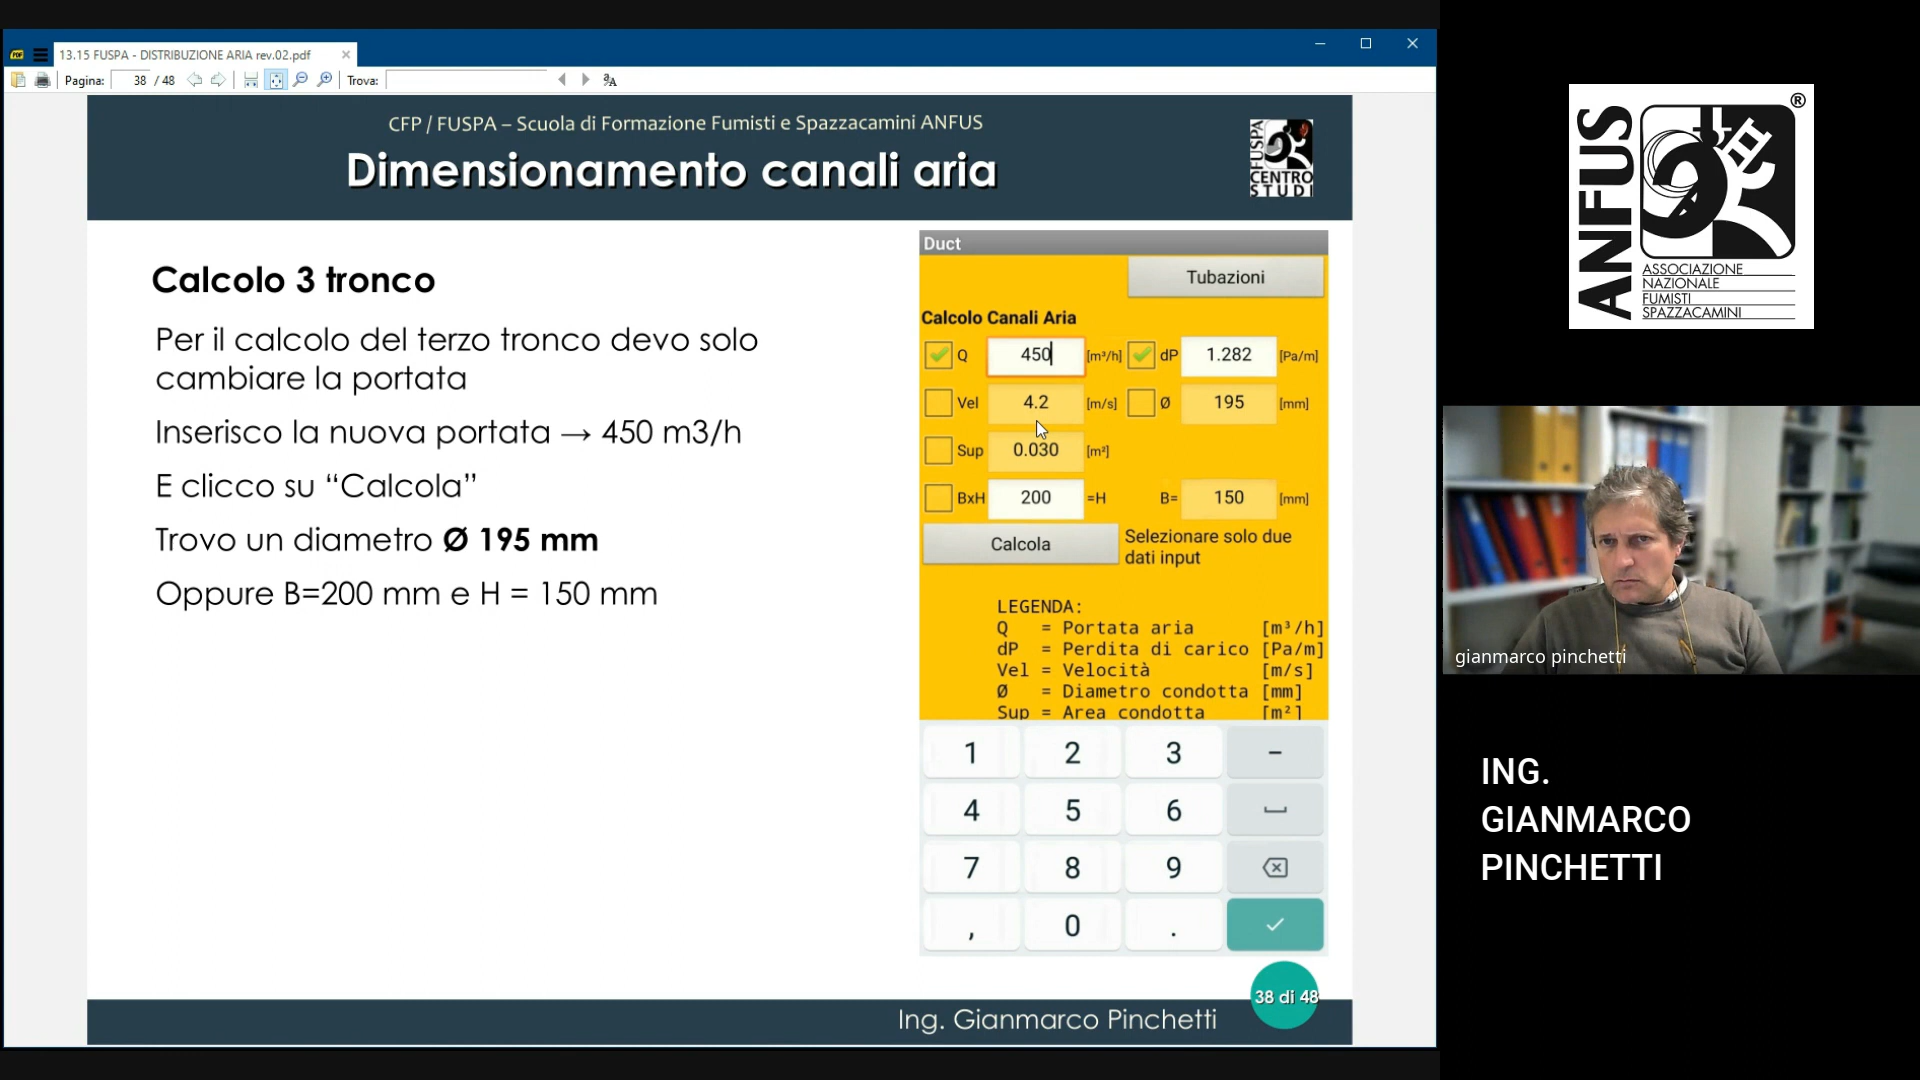 13.15 FUSPA - DISTRIBUZIONE ARIA rev.02.pdf
Pagina: 38 / 48 Trova:
CFP / FUSPA – Scuola di Formazione Fumisti e Spazzacamini ANFUS
Dimensionamento canali aria
FUSPA
CENTRO
STUDI
Calcolo 3 tronco
Per il calcolo del terzo tronco devo solo
cambiare la portata
Inserisco la nuova portata → 450 m3/h
E clicco su “Calcola”
Trovo un diametro Ø 195 mm
Oppure B=200 mm e H = 150 mm
Duct
Tubazioni
Calcolo Canali Aria
Q 450 [m³/h] dP 1.282 [Pa/m]
Vel 4.2 [m/s] Ø 195 [mm]
Sup 0.030 [m²]
BxH 200 =H B= 150 [mm]
Calcola
Selezionare solo due
dati input
LEGENDA:
Q = Portata aria [m³/h]
dP = Perdita di carico [Pa/m]
Vel = Velocità [m/s]
Ø = Diametro condotta [mm]
Sup = Area condotta [m²]
1 2 3 -
4 5 6
7 8 9
, 0 .
38 di 48
Ing. Gianmarco Pinchetti
ANFUS
®
ASSOCIAZIONE
NAZIONALE
FUMISTI
SPAZZACAMINI
gianmarco pinchetti
ING.
GIANMARCO
PINCHETTI